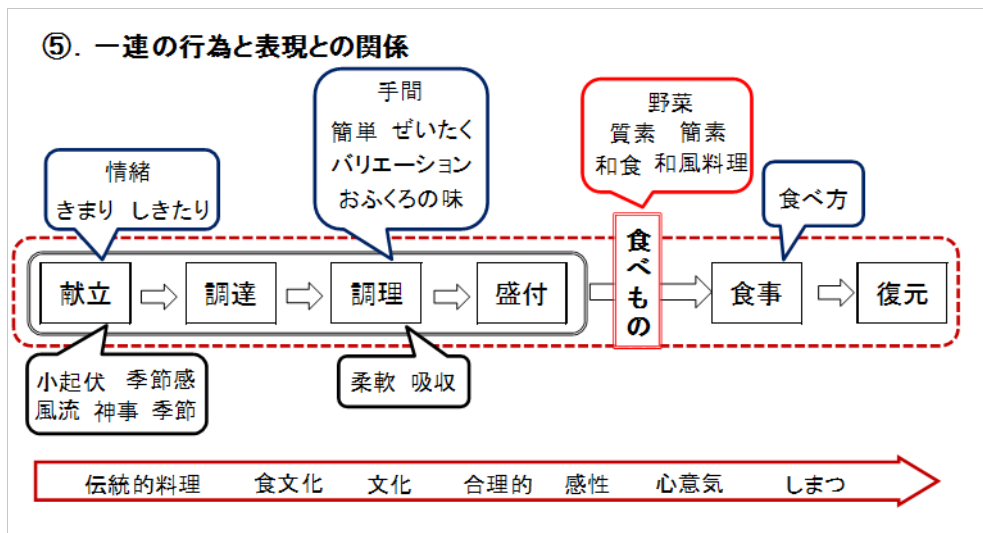 ⑤．一連の行為と表現との関係
手間
簡単 ぜいたく
バリエーション
おふくろの味
野菜
質素 簡素
和食 和風料理
情緒
きまり しきたり
食べ方
献立
調達
調理
盛付
食べもの
食事
復元
小起伏 季節感
風流 神事 季節
柔軟 吸収
伝統的料理 食文化 文化 合理的 感性 心意気 しまつ